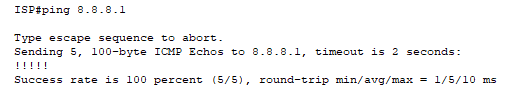 ISP#ping 8.8.8.1
Type escape sequence to abort.
Sending 5, 100-byte ICMP Echos to 8.8.8.1, timeout is 2 seconds:
!!!!!
Success rate is 100 percent (5/5), round-trip min/avg/max = 1/5/10 ms